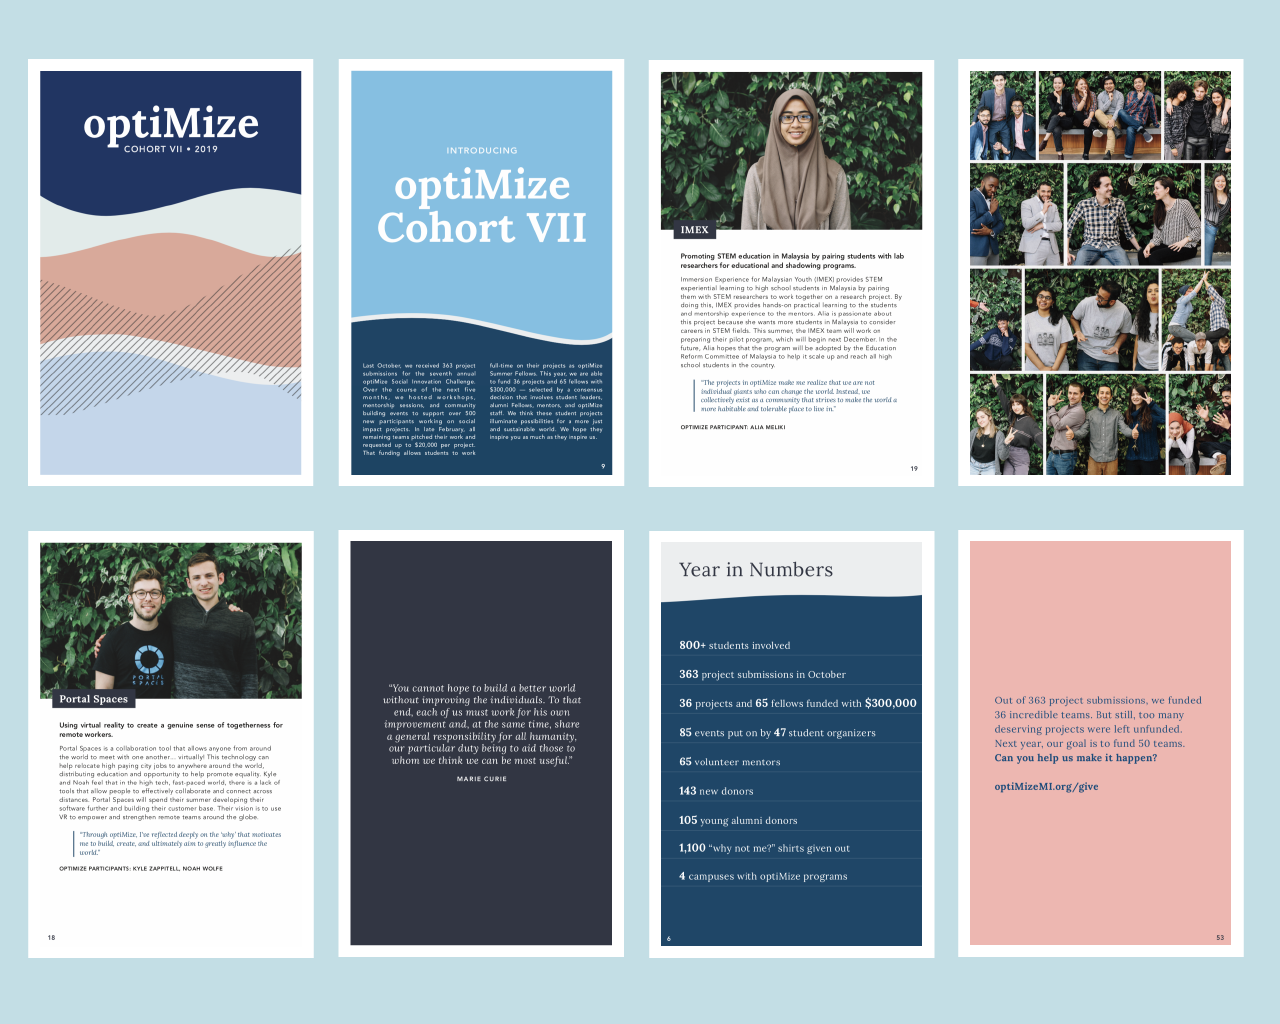 optiMize
COHORT VII • 2019
INTRODUCING
optiMize
Cohort VII
Last October, we received 363 project
submissions for the seventh annual
optiMize Social Innovation Challenge.
Over the course of the next five
months, we hosted workshops,
mentorship sessions, and community
building events to support over 500
new participants working on social
impact projects. In late February, all
remaining teams pitched their work and
requested up to $20,000 per project.
That funding allows students to work
full-time on their projects as optiMize
Summer Fellows. This year, we are able
to fund 36 projects and 65 fellows with
$300,000 — selected by a consensus
decision that involves student leaders,
alumni Fellows, mentors, and optiMize
staff. We think these student projects
illuminate possibilities for a more just
and sustainable world. We hope they
inspire you as much as they inspire us.
9
IMEX
Promoting STEM education in Malaysia by pairing students with lab
researchers for educational and shadowing programs.
Immersion Experience for Malaysian Youth (IMEX) provides STEM
experiential learning to high school students in Malaysia by pairing
them with STEM researchers to work together on a research project. By
doing this, IMEX provides hands-on practical learning to the students
and mentorship experience to the mentors. Alia is passionate about
this project because she wants more students in Malaysia to consider
careers in STEM fields. This summer, the IMEX team will work on
preparing their pilot program, which will begin next December. In the
future, Alia hopes that the program will be adopted by the Education
Reform Committee of Malaysia to help it scale up and reach all high
school students in the country.
“The projects in optiMize make me realize that we are not
individual giants who can change the world. Instead, we
collectively exist as a community that strives to make the world a
more habitable and tolerable place to live in.”
OPTIMIZE PARTICIPANT: ALIA MELIKI
19
PORTAL
SPACES
Portal Spaces
Using virtual reality to create a genuine sense of togetherness for
remote workers.
Portal Spaces is a collaboration tool that allows anyone from around
the world to meet with one another... virtually! This technology can
help relocate high paying city jobs to anywhere around the world,
distributing education and opportunity to help promote equality. Kyle
and Noah feel that in the high tech, fast-paced world, there is a lack of
tools that allow people to effectively collaborate and connect across
distances. Portal Spaces will spend their summer developing their
software further and building their customer base. Their vision is to use
VR to empower and strengthen remote teams around the globe.
“Through optiMize, I’ve reflected deeply on the ‘why’ that motivates
me to build, create, and ultimately aim to greatly influence the
world.”
OPTIMIZE PARTICIPANTS: KYLE ZAPPITELL, NOAH WOLFE
18
“You cannot hope to build a better world
without improving the individuals. To that
end, each of us must work for his own
improvement and, at the same time, share
a general responsibility for all humanity,
our particular duty being to aid those to
whom we think we can be most useful.”
MARIE CURIE
Year in Numbers
800+ students involved
363 project submissions in October
36 projects and 65 fellows funded with $300,000
85 events put on by 47 student organizers
65 volunteer mentors
143 new donors
105 young alumni donors
1,100 “why not me?” shirts given out
4 campuses with optiMize programs
6
Out of 363 project submissions, we funded
36 incredible teams. But still, too many
deserving projects were left unfunded.
Next year, our goal is to fund 50 teams.
Can you help us make it happen?
optiMizeMI.org/give
53